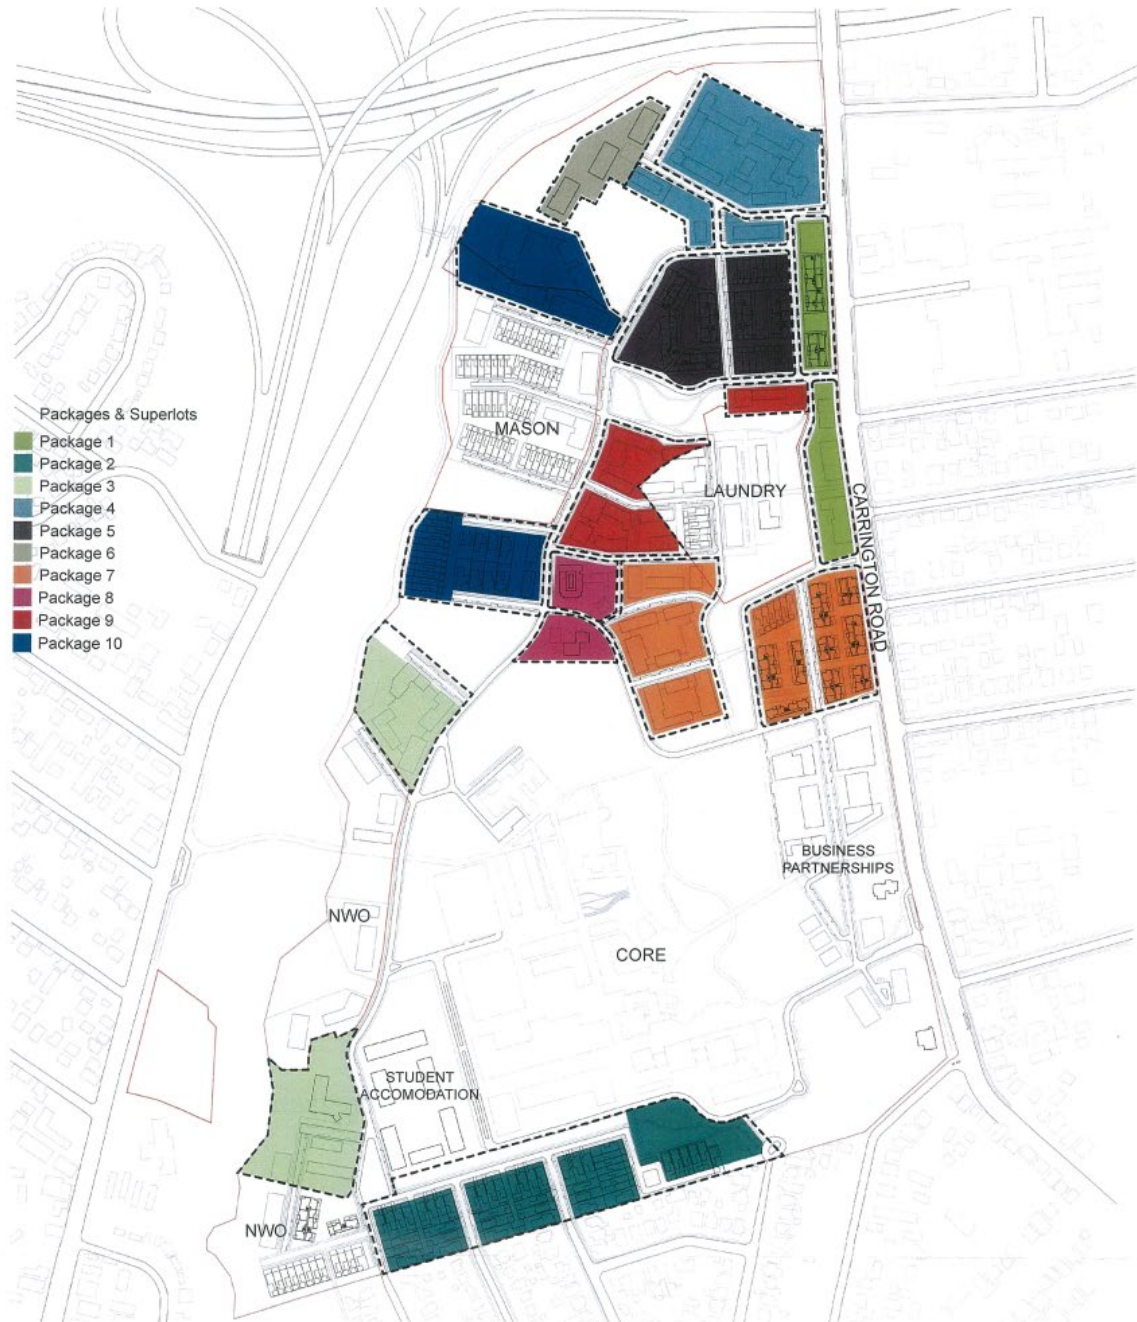 Packages & Superlots
Package 1
Package 2
Package 3
Package 4
Package 5
Package 6
Package 7
Package 8
Package 9
Package 10
MASON
LAUNDRY
CARRINGTON ROAD
BUSINESS
PARTNERSHIPS
NWO
CORE
STUDENT
ACCOMODATION
NWO